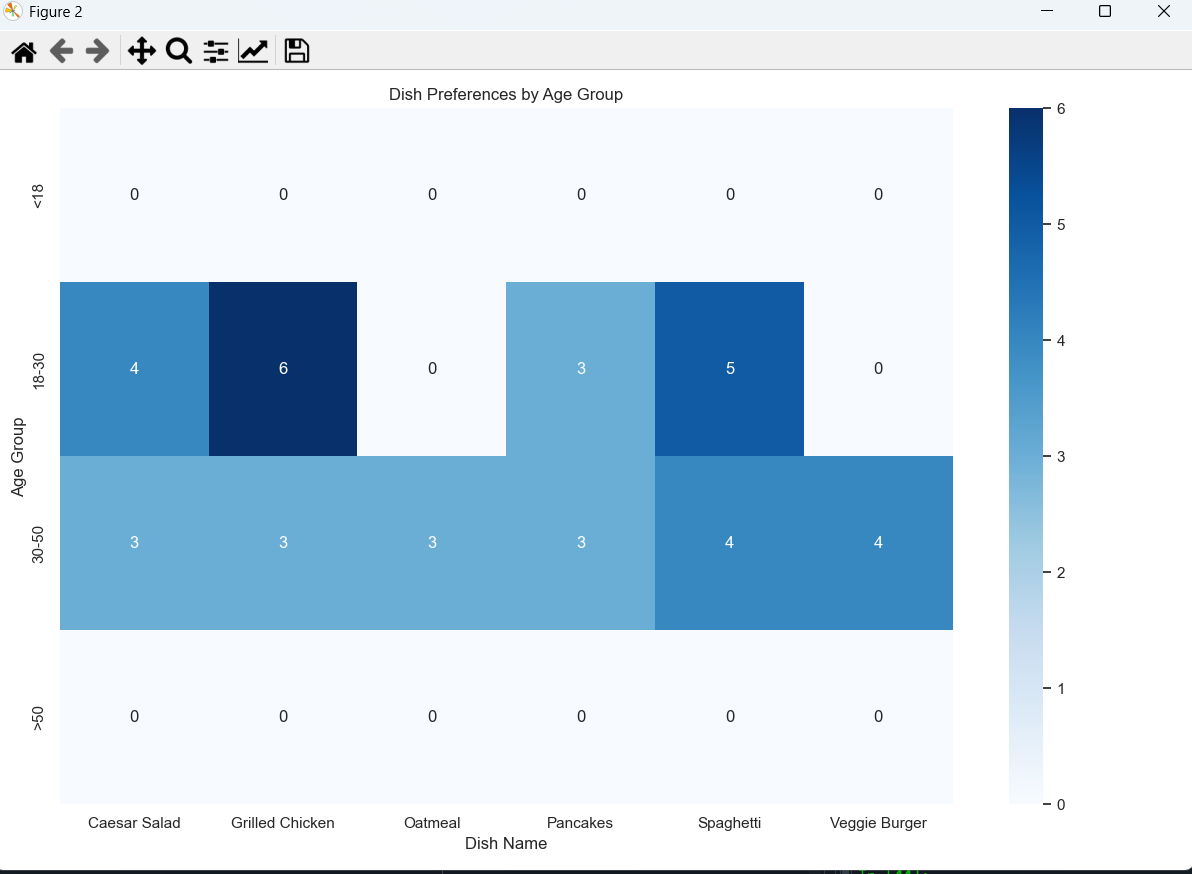 Figure 2
Dish Preferences by Age Group
<18
0 0 0 0 0 0
18-30
4 6 0 3 5 0
30-50
3 3 3 3 4 4
>50
0 0 0 0 0 0
Age Group
Caesar Salad Grilled Chicken Oatmeal Pancakes Spaghetti Veggie Burger
Dish Name
6
5
4
3
2
1
0